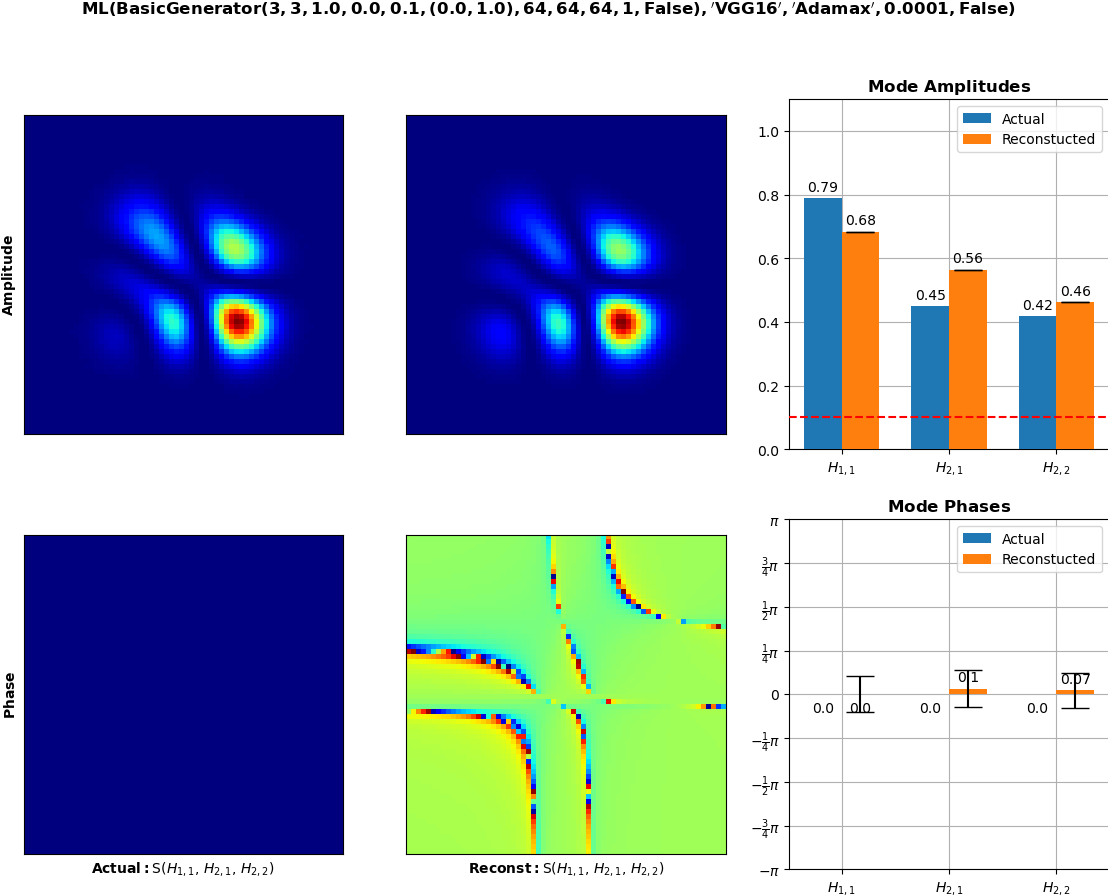 ML(BasicGenerator(3, 3, 1.0, 0.0, 0.1, (0.0, 1.0), 64, 64, 64, 1, False), ′VGG16′, ′Adamax′, 0.0001, False)
Amplitude
Mode Amplitudes
Actual
Reconstucted
1.0
0.8
0.6
0.4
0.2
0.0
0.79
0.68
0.45
0.56
0.42
0.46
H1,1
H2,1
H2,2
Phase
Actual: S(H1,1, H2,1, H2,2)
Reconst: S(H1,1, H2,1, H2,2)
Mode Phases
Actual
Reconstucted
π
3/4π
1/2π
1/4π
0
−1/4π
−1/2π
−3/4π
−π
0.0
0.0
0.0
0.1
0.0
0.07
H1,1
H2,1
H2,2